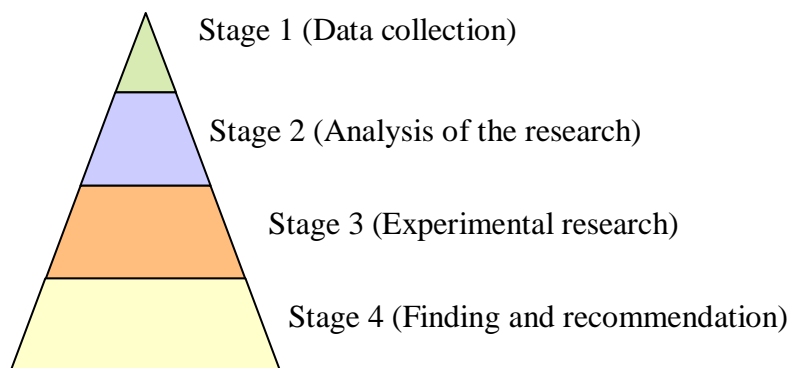 Stage 1 (Data collection)
Stage 2 (Analysis of the research)
Stage 3 (Experimental research)
Stage 4 (Finding and recommendation)